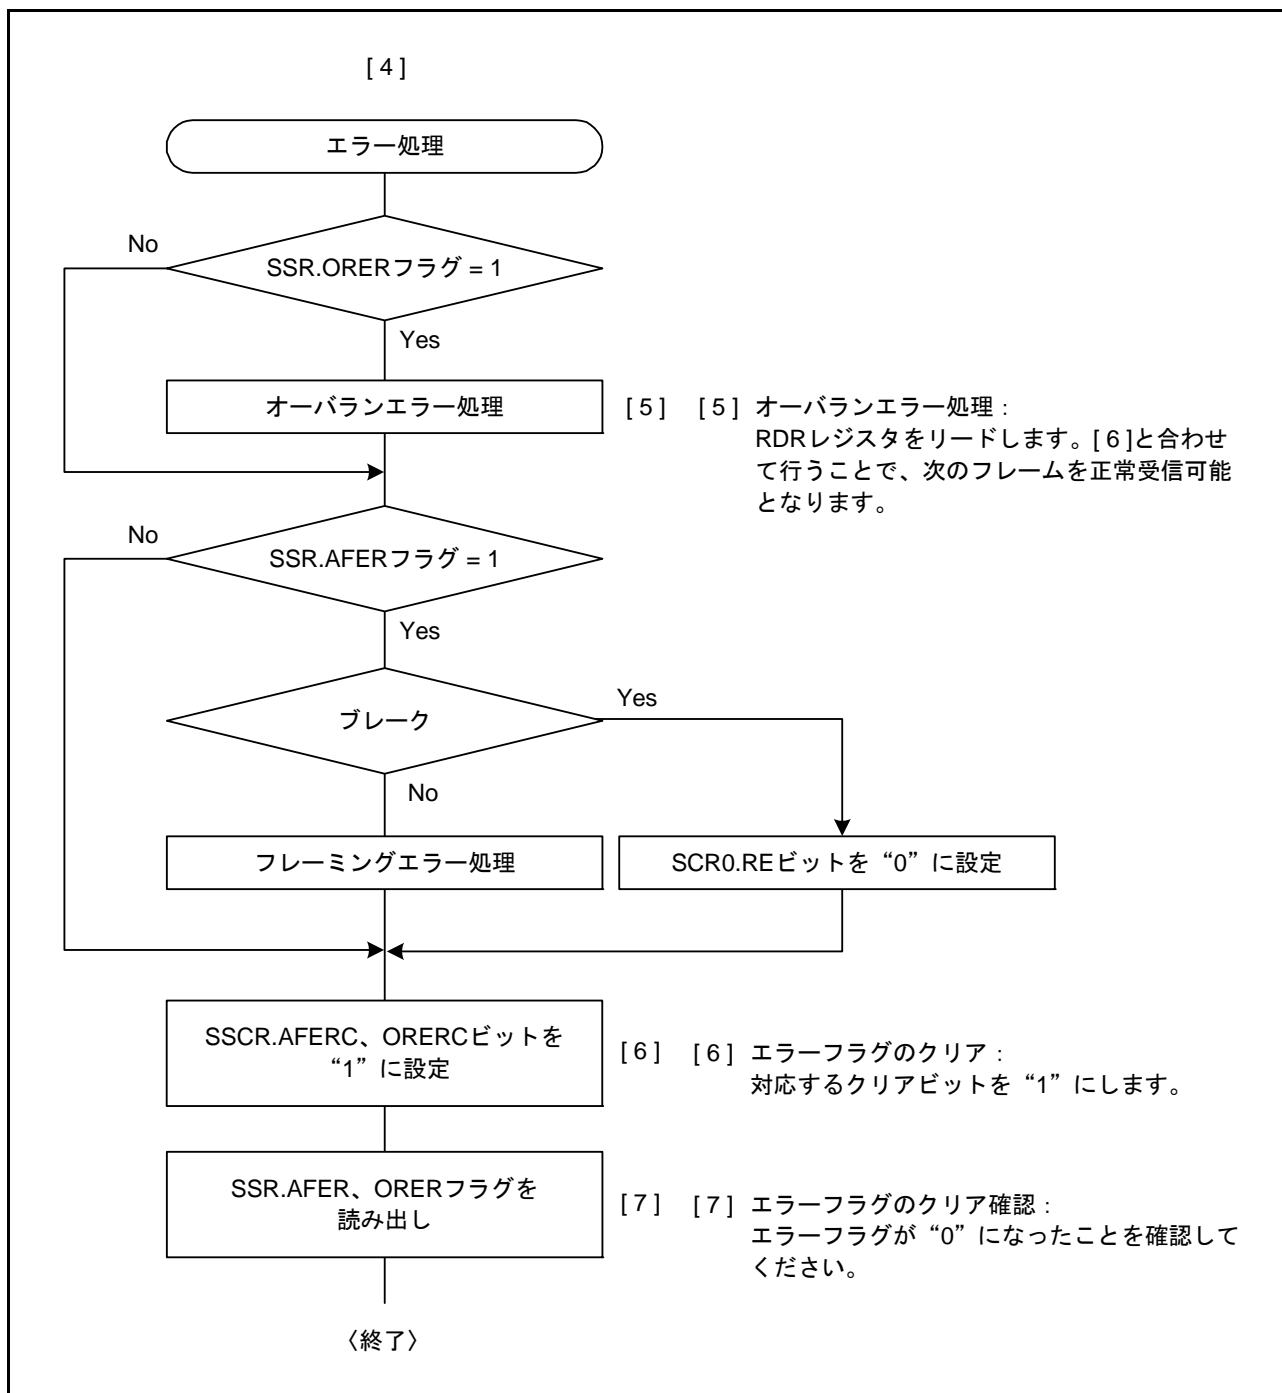 [ 4 ]
エラー処理
No
SSR.ORERフラグ = 1
Yes
オーバランエラー処理
[ 5 ]
[ 5 ] オーバランエラー処理：
RDRレジスタをリードします。[ 6 ]と合わせ
て行うことで、次のフレームを正常受信可能
となります。
No
SSR.AFERフラグ = 1
Yes
ブレーク
Yes
No
フレーミングエラー処理
SCR0.REビットを“0”に設定
SSCR.AFERC、ORERCビットを
“1”に設定
[ 6 ]
[ 6 ] エラーフラグのクリア：
対応するクリアビットを“1”にします。
SSR.AFER、ORERフラグを
読み出し
[ 7 ]
[ 7 ] エラーフラグのクリア確認：
エラーフラグが“0”になったことを確認して
ください。
〈終了〉